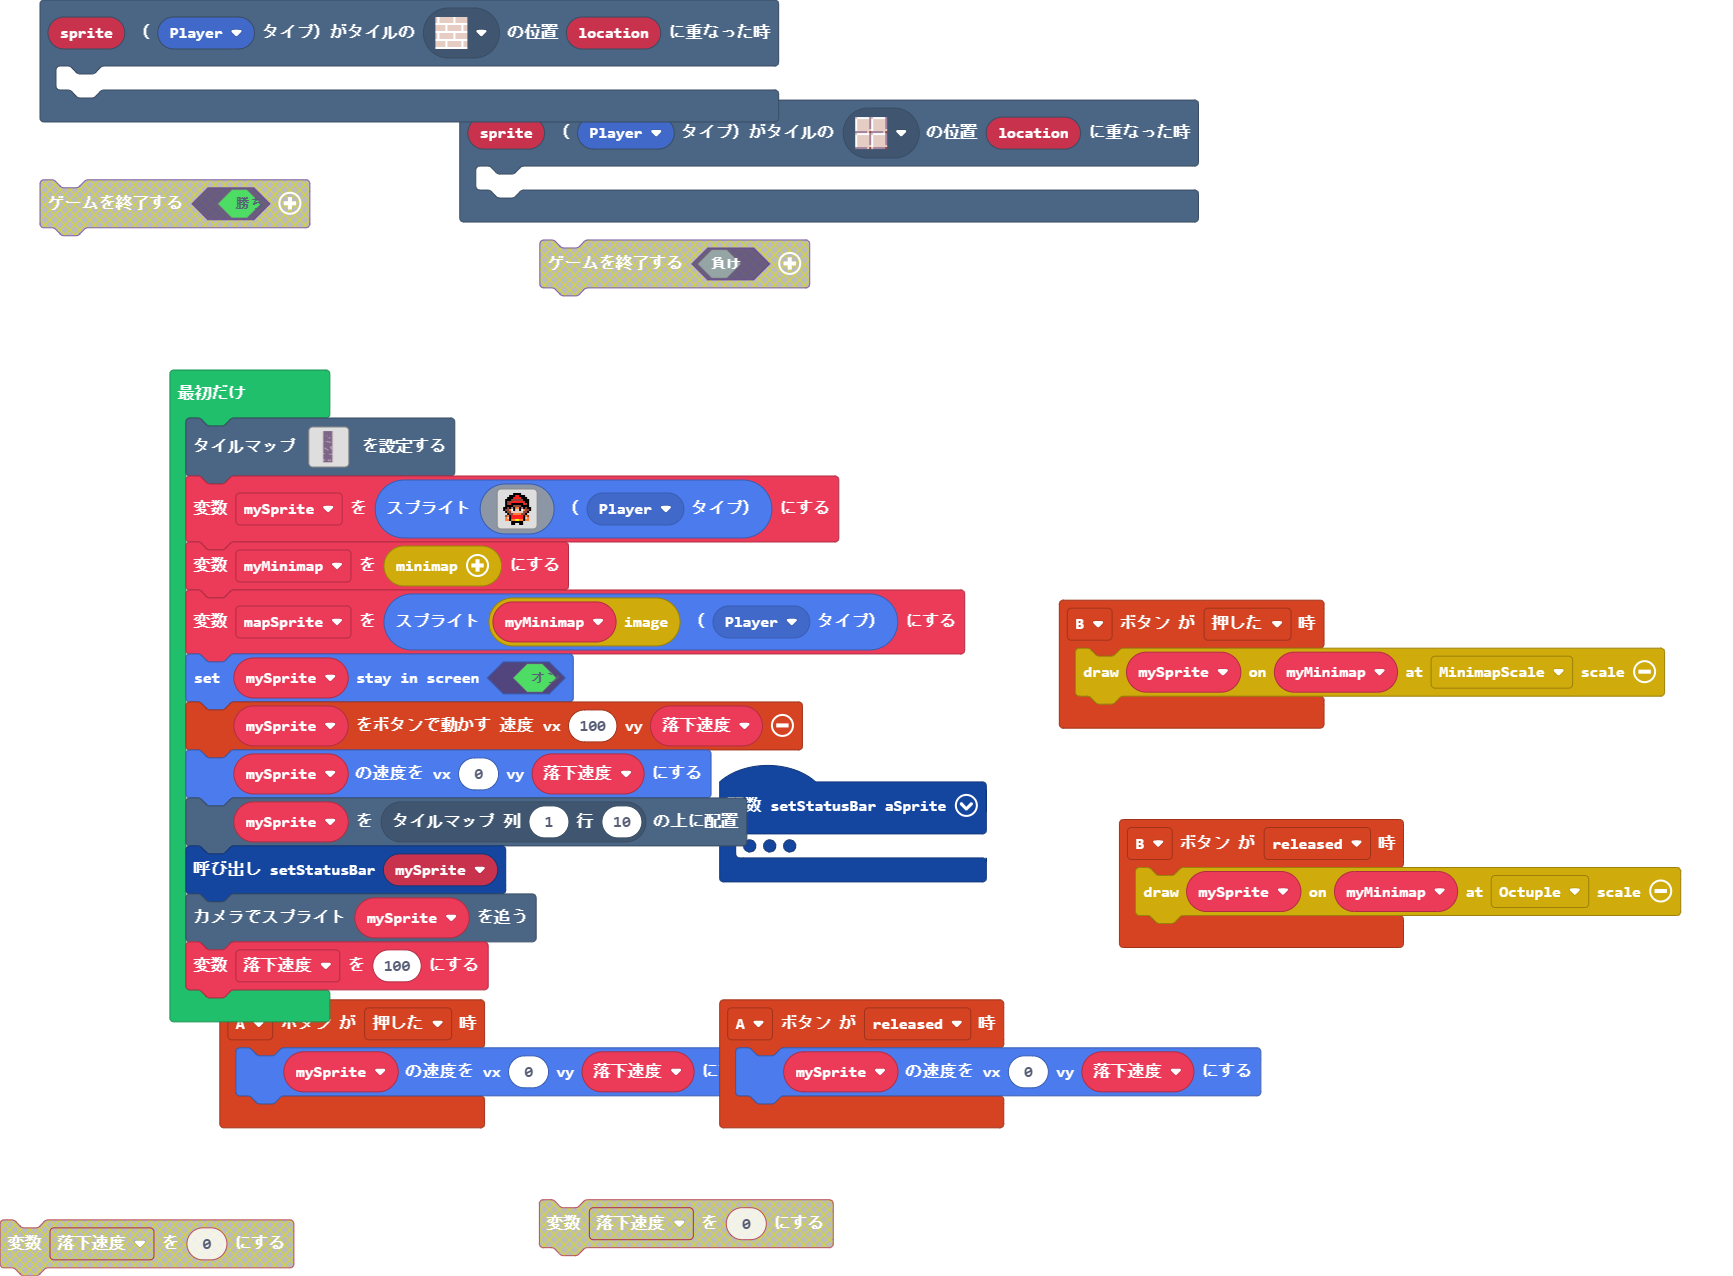 sprite ( Player タイプ) がタイルの の位置 location に重なった時
sprite ( Player タイプ) がタイルの の位置 location に重なった時
ゲームを終了する 勝ち
ゲームを終了する 負け
最初だけ
タイルマップ を設定する
変数 mySprite を スプライト ( Player タイプ) にする
変数 myMinimap を minimap にする
変数 mapSprite を スプライト myMinimap image ( Player タイプ) にする
set mySprite stay in screen オン
mySprite をボタンで動かす 速度 vx 100 vy 落下速度
mySprite の速度を vx 0 vy 落下速度 にする
mySprite を タイルマップ 列 1 行 10 の上に配置
呼び出し setStatusBar mySprite
カメラでスプライト mySprite を追う
変数 落下速度 を 100 にする
数 setStatusBar aSprite
B ボタン が 押した 時
draw mySprite on myMinimap at MinimapScale scale
B ボタン が released 時
draw mySprite on myMinimap at Octuple scale
A ボタン が 押した 時
mySprite の速度を vx 0 vy 落下速度 に
A ボタン が released 時
mySprite の速度を vx 0 vy 落下速度 にする
変数 落下速度 を 0 にする
変数 落下速度 を 0 にする